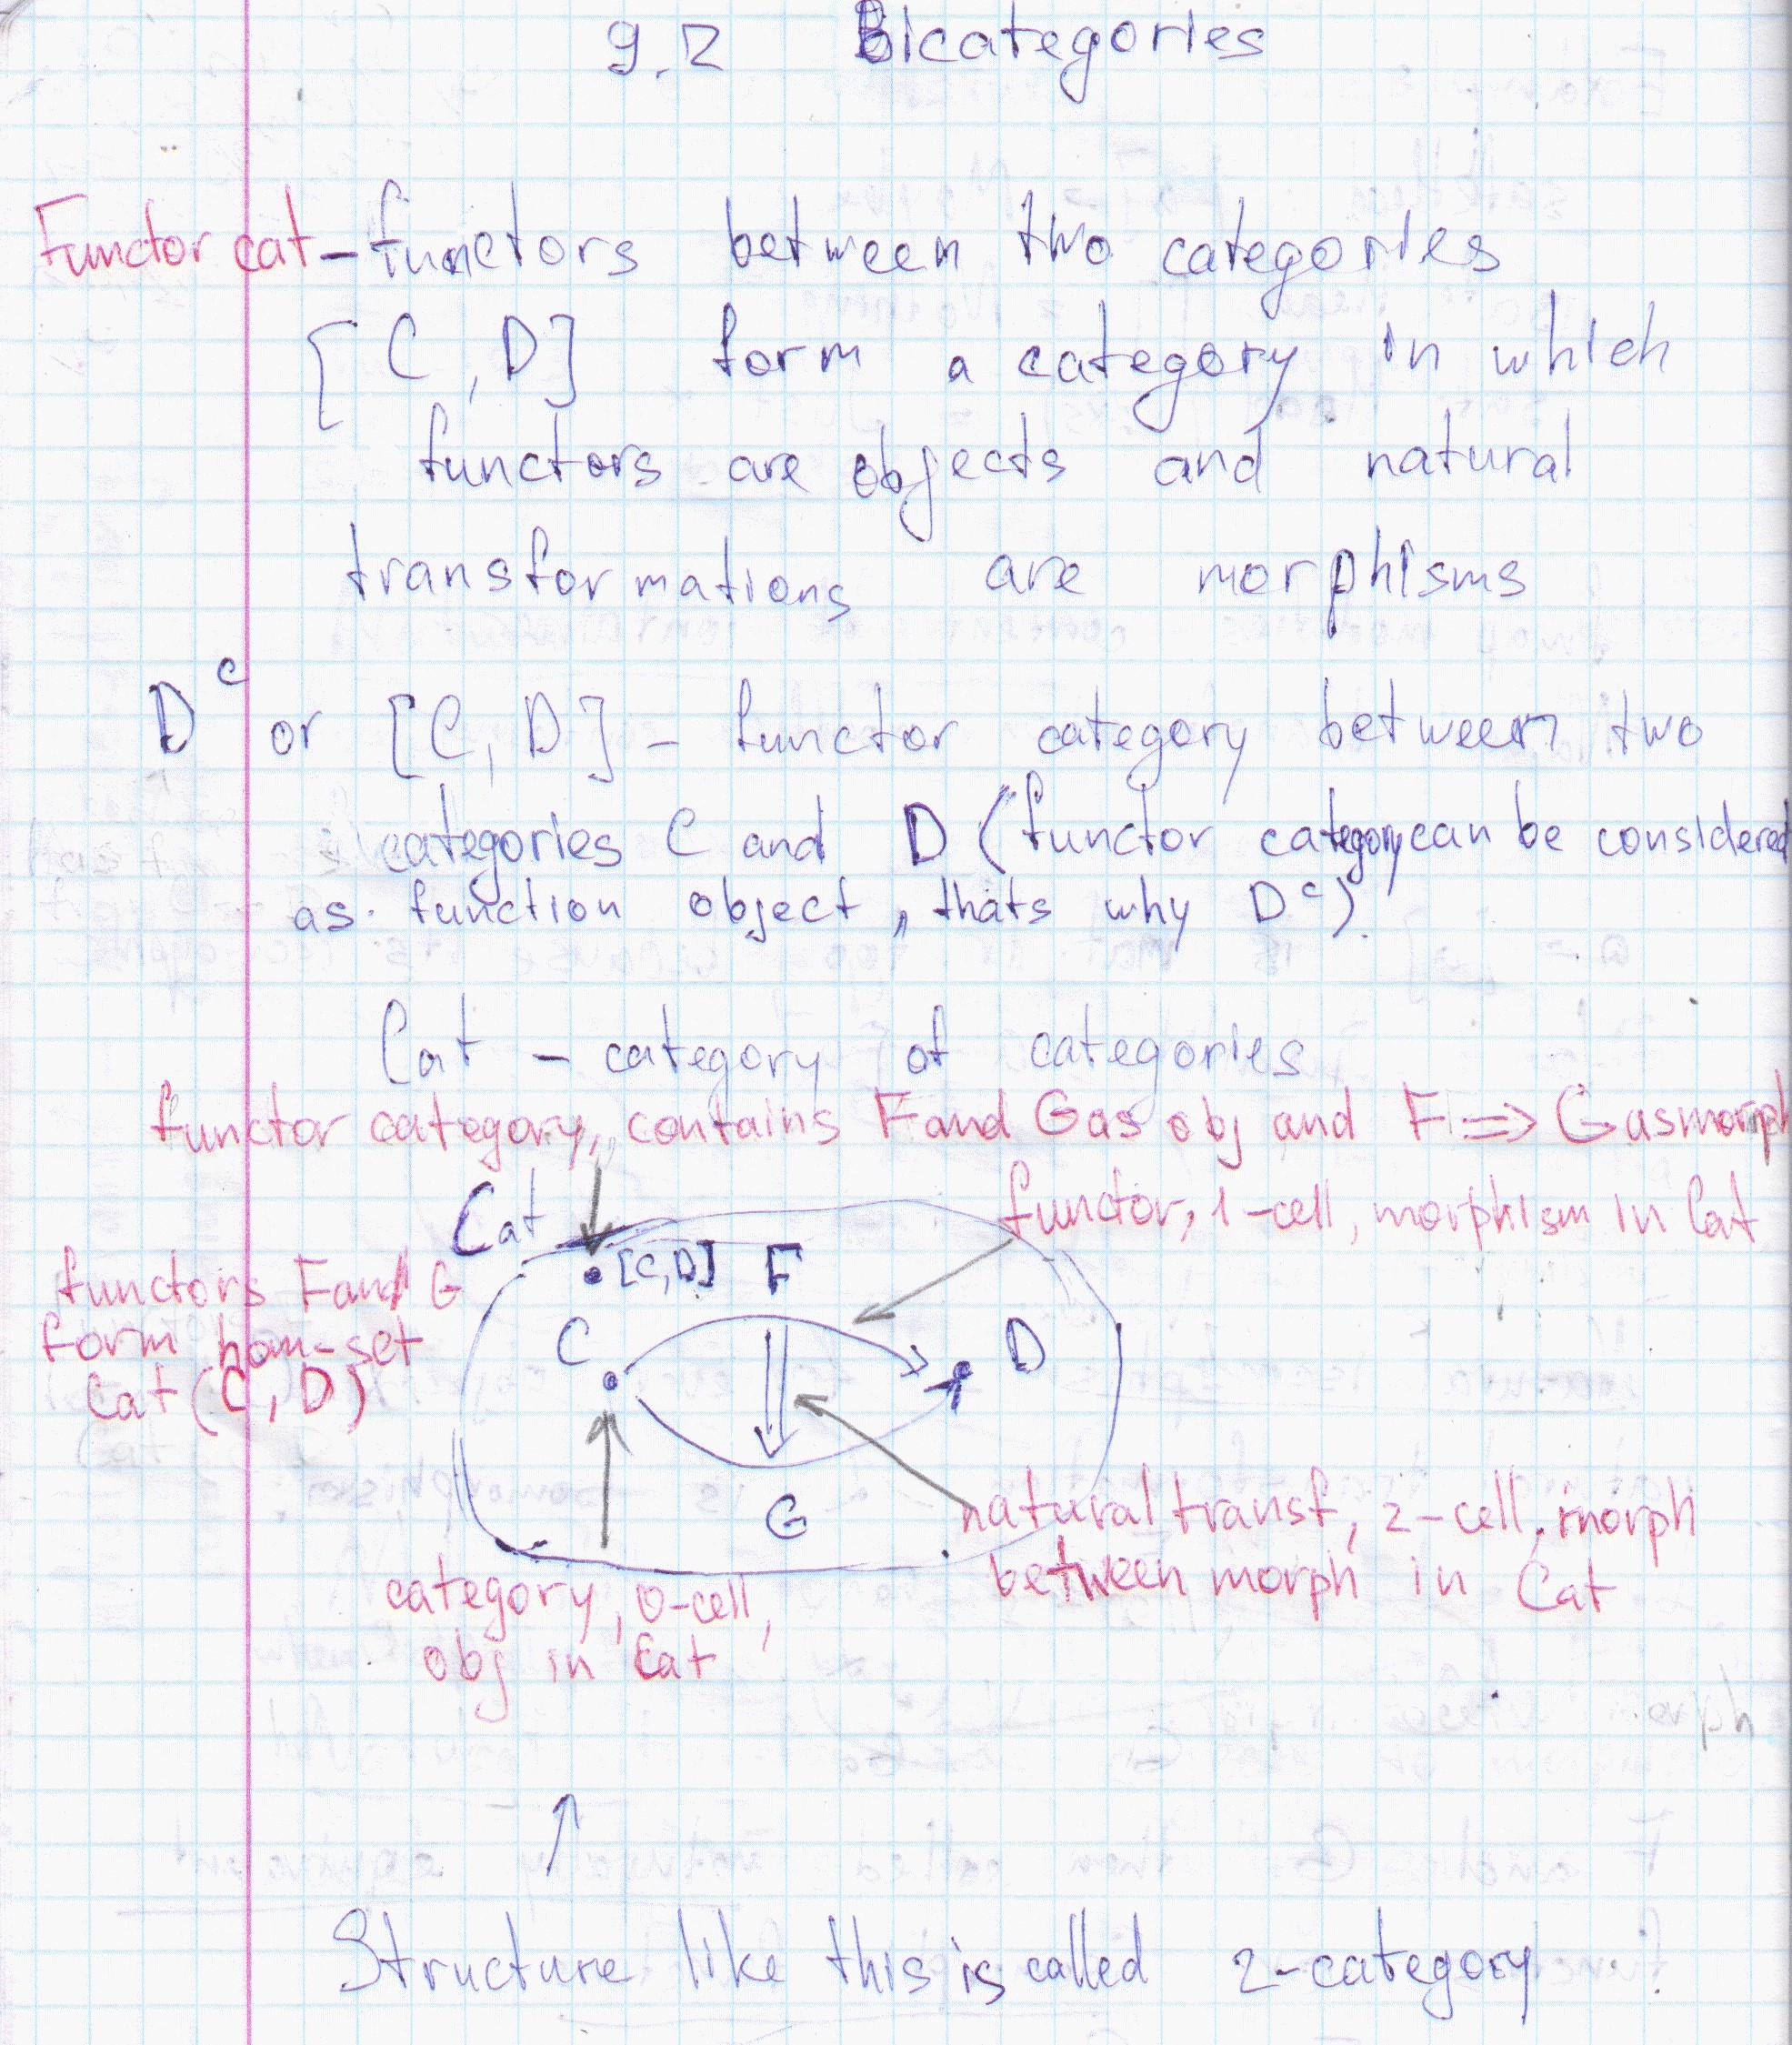 9.2 Bicategories
Functor cat - functors between two categories
[C, D] form a category in which
functors are objects and natural
transformations are morphisms
D^C or [C, D] - functor category between two
categories C and D (functor category can be considered
as function object, thats why D^C).
Cat - category of categories
functor category, contains F and G as obj and F => G as morph
functor, 1-cell, morphism in Cat
Cat
[C,D] F
functors F and G
form hom-set
Cat(C, D)
C
D
G
natural transf, 2-cell, morph
between morph in Cat
category, 0-cell,
obj in Cat
Structure like this is called 2-category.